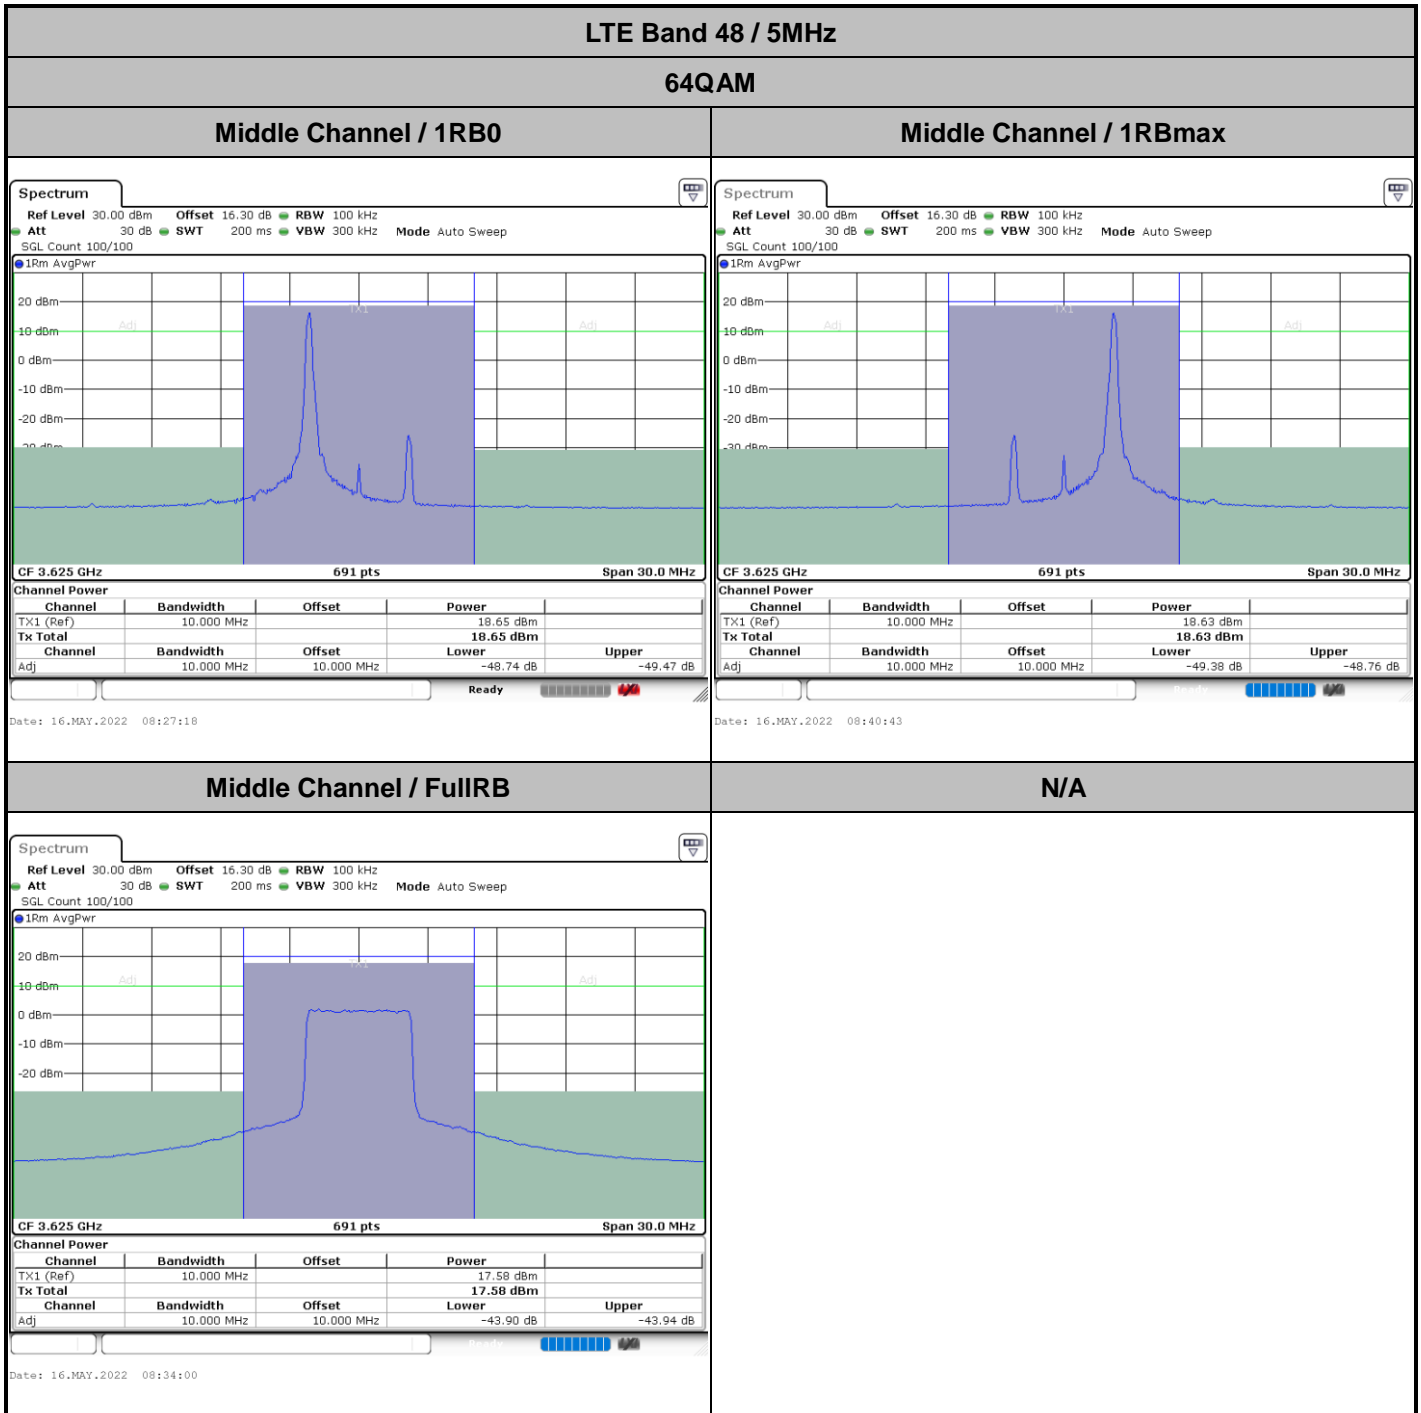 LTE Band 48 / 5MHz
64QAM
Middle Channel / 1RB0
Middle Channel / 1RBmax
Spectrum
Ref Level 30.00 dBm Offset 16.30 dB RBW 100 kHz
Att 30 dB SWT 200 ms VBW 300 kHz Mode Auto Sweep
SGL Count 100/100
1Rm AvgPwr
TX1
20 dBm
Adj Adj
10 dBm
0 dBm
-10 dBm
-20 dBm
-30 dBm
CF 3.625 GHz 691 pts Span 30.0 MHz
Channel Power
Channel Bandwidth Offset Power
TX1 (Ref) 10.000 MHz 18.65 dBm
Tx Total 18.65 dBm
Channel Bandwidth Offset Lower Upper
Adj 10.000 MHz 10.000 MHz -48.74 dB -49.47 dB
Ready
Date: 16.MAY.2022 08:27:18
Spectrum
Ref Level 30.00 dBm Offset 16.30 dB RBW 100 kHz
Att 30 dB SWT 200 ms VBW 300 kHz Mode Auto Sweep
SGL Count 100/100
1Rm AvgPwr
TX1
20 dBm
Adj Adj
10 dBm
0 dBm
-10 dBm
-20 dBm
-30 dBm
CF 3.625 GHz 691 pts Span 30.0 MHz
Channel Power
Channel Bandwidth Offset Power
TX1 (Ref) 10.000 MHz 18.63 dBm
Tx Total 18.63 dBm
Channel Bandwidth Offset Lower Upper
Adj 10.000 MHz 10.000 MHz -49.38 dB -48.76 dB
Ready
Date: 16.MAY.2022 08:40:43
Middle Channel / FullRB
N/A
Spectrum
Ref Level 30.00 dBm Offset 16.30 dB RBW 100 kHz
Att 30 dB SWT 200 ms VBW 300 kHz Mode Auto Sweep
SGL Count 100/100
1Rm AvgPwr
20 dBm
TX1
Adj Adj
10 dBm
0 dBm
-10 dBm
-20 dBm
CF 3.625 GHz 691 pts Span 30.0 MHz
Channel Power
Channel Bandwidth Offset Power
TX1 (Ref) 10.000 MHz 17.58 dBm
Tx Total 17.58 dBm
Channel Bandwidth Offset Lower Upper
Adj 10.000 MHz 10.000 MHz -43.90 dB -43.94 dB
Ready
Date: 16.MAY.2022 08:34:00